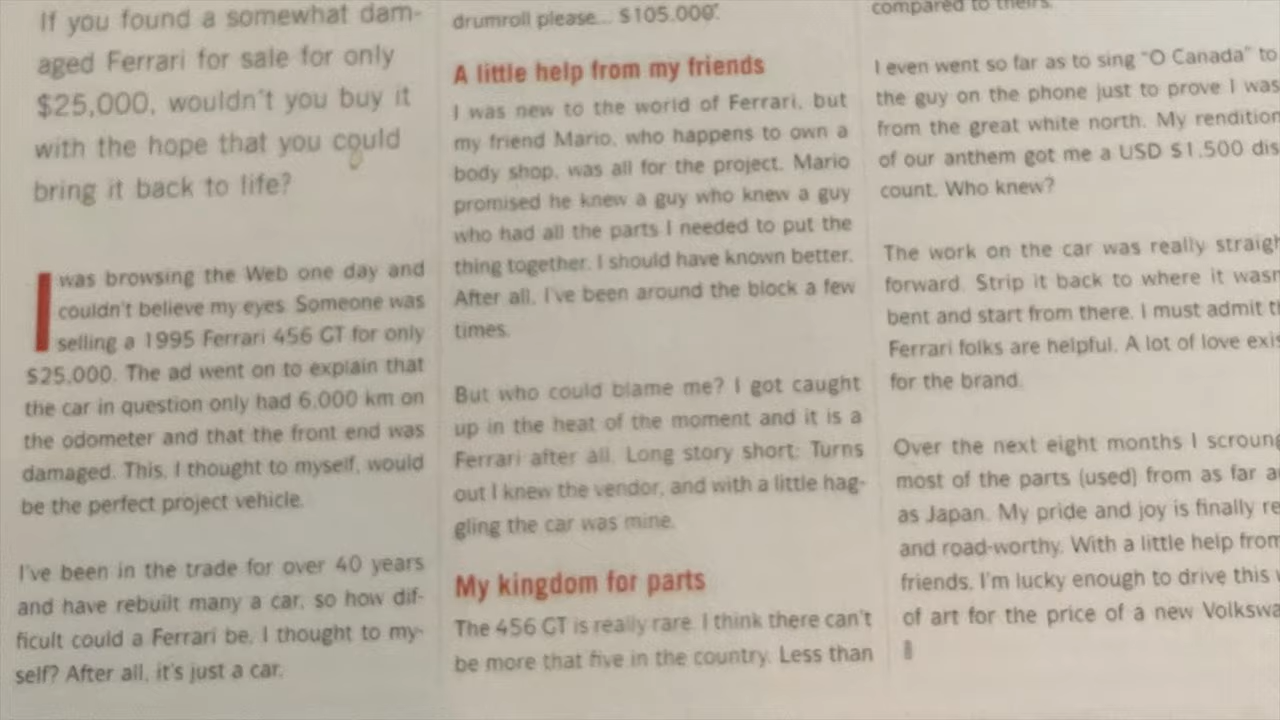 If you found a somewhat dam-
aged Ferrari for sale for only
$25,000, wouldn't you buy it
with the hope that you could
bring it back to life?
I was browsing the Web one day and
couldn't believe my eyes. Someone was
selling a 1995 Ferrari 456 GT for only
$25,000. The ad went on to explain that
the car in question only had 6,000 km on
the odometer and that the front end was
damaged. This, I thought to myself, would
be the perfect project vehicle.
I've been in the trade for over 40 years
and have rebuilt many a car, so how dif-
ficult could a Ferrari be, I thought to my-
self? After all, it's just a car.
drumroll please... $105,000.
A little help from my friends
I was new to the world of Ferrari, but
my friend Mario, who happens to own a
body shop, was all for the project. Mario
promised he knew a guy who knew a guy
who had all the parts I needed to put the
thing together. I should have known better.
After all, I've been around the block a few
times.
But who could blame me? I got caught
up in the heat of the moment and it is a
Ferrari after all. Long story short: Turns
out I knew the vendor, and with a little hag-
gling the car was mine.
My kingdom for parts
The 456 GT is really rare. I think there can't
be more that five in the country. Less than
compared to theirs.
I even went so far as to sing "O Canada" to
the guy on the phone just to prove I was
from the great white north. My rendition
of our anthem got me a USD $1,500 dis
count. Who knew?
The work on the car was really straigh
forward. Strip it back to where it wasn
bent and start from there. I must admit t
Ferrari folks are helpful. A lot of love exis
for the brand.
Over the next eight months I scroung
most of the parts (used) from as far a
as Japan. My pride and joy is finally re
and road-worthy. With a little help from
friends, I'm lucky enough to drive this
of art for the price of a new Volkswa